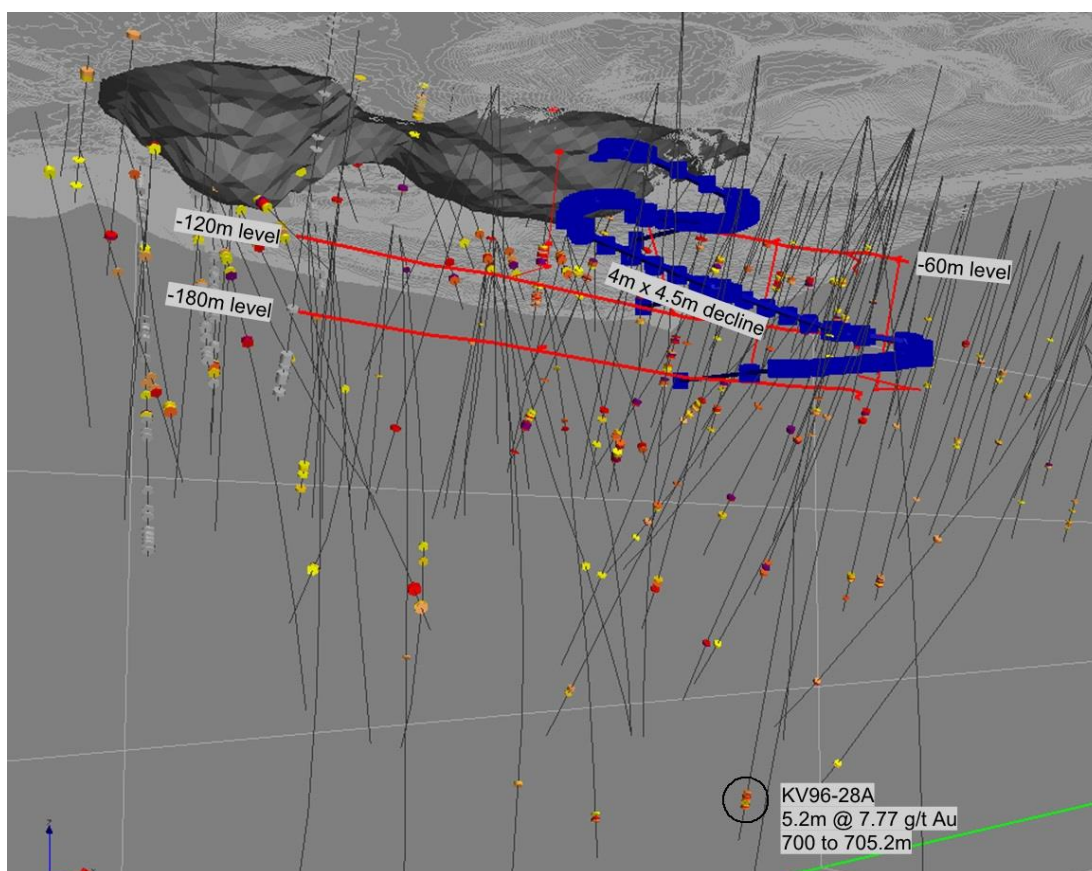 -120m level
-60m level
-180m level
4m x 4.5m decline
KV96-28A
5.2m @ 7.77 g/t Au
700 to 705.2m
z